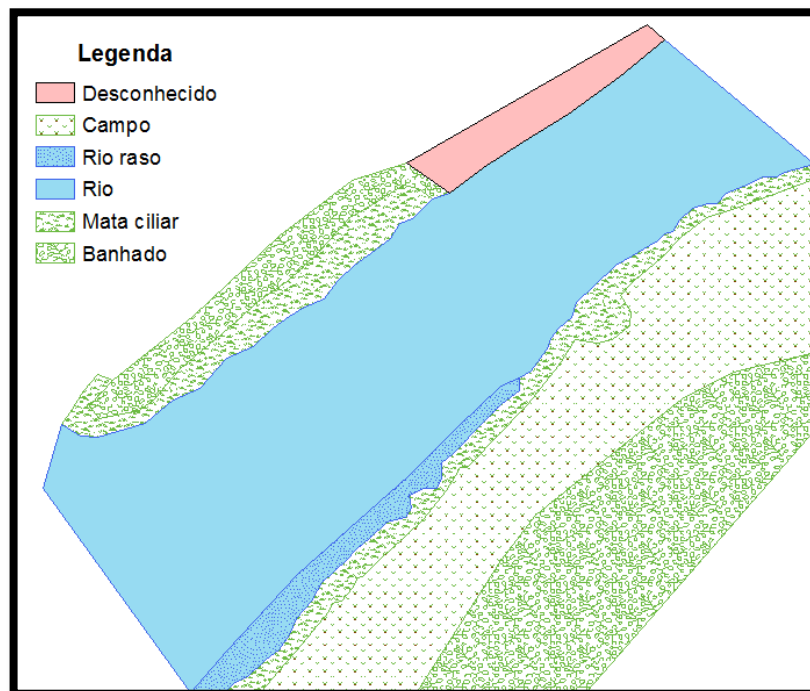 Legenda
Desconhecido
Campo
Rio raso
Rio
Mata ciliar
Banhado